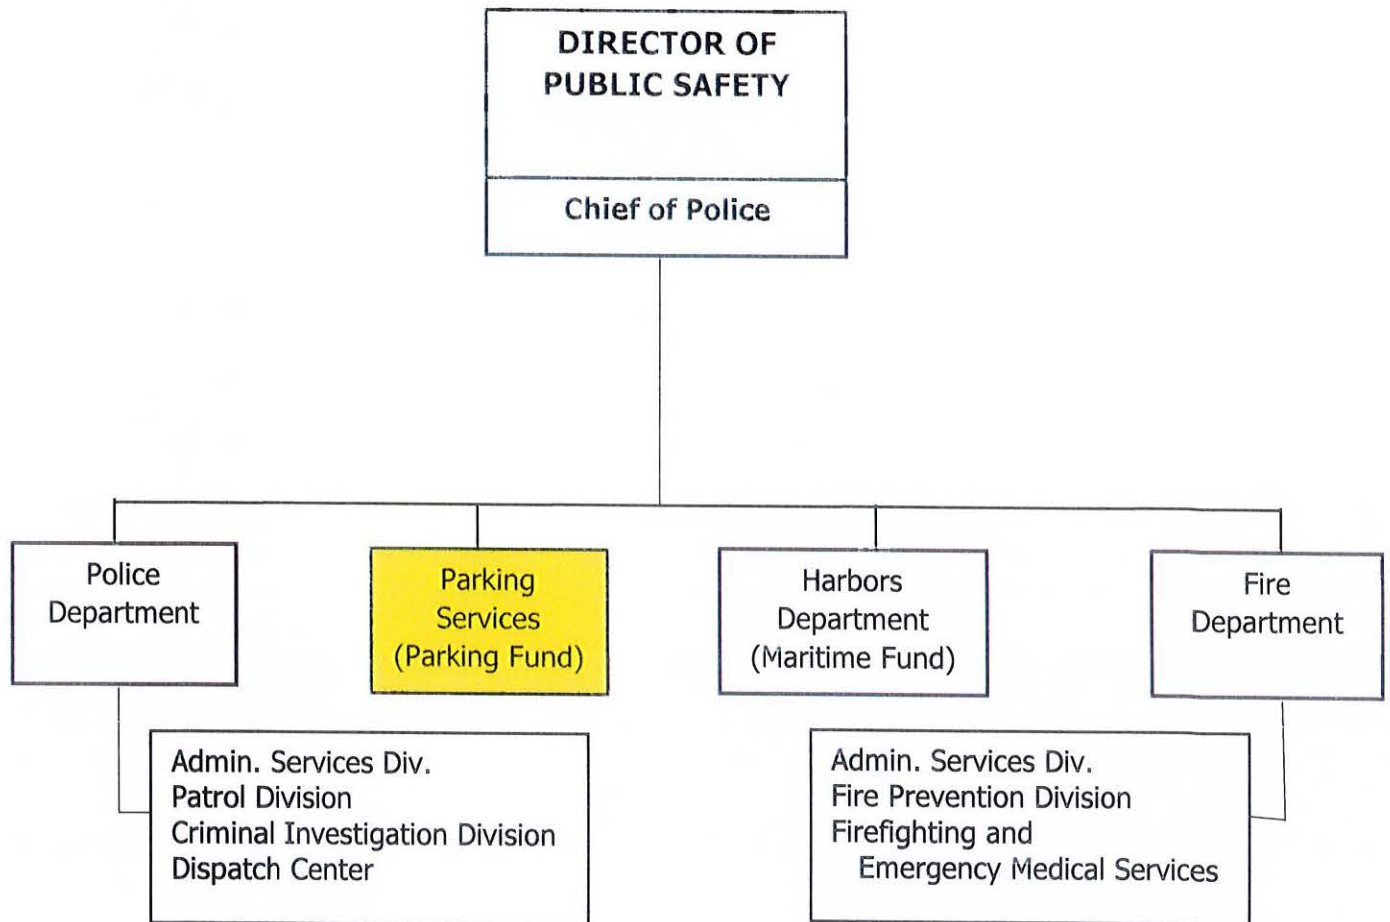 DIRECTOR OF
PUBLIC SAFETY
Chief of Police
Police
Department
Parking
Services
(Parking Fund)
Harbors
Department
(Maritime Fund)
Fire
Department
Admin. Services Div.
Patrol Division
Criminal Investigation Division
Dispatch Center
Admin. Services Div.
Fire Prevention Division
Firefighting and
Emergency Medical Services